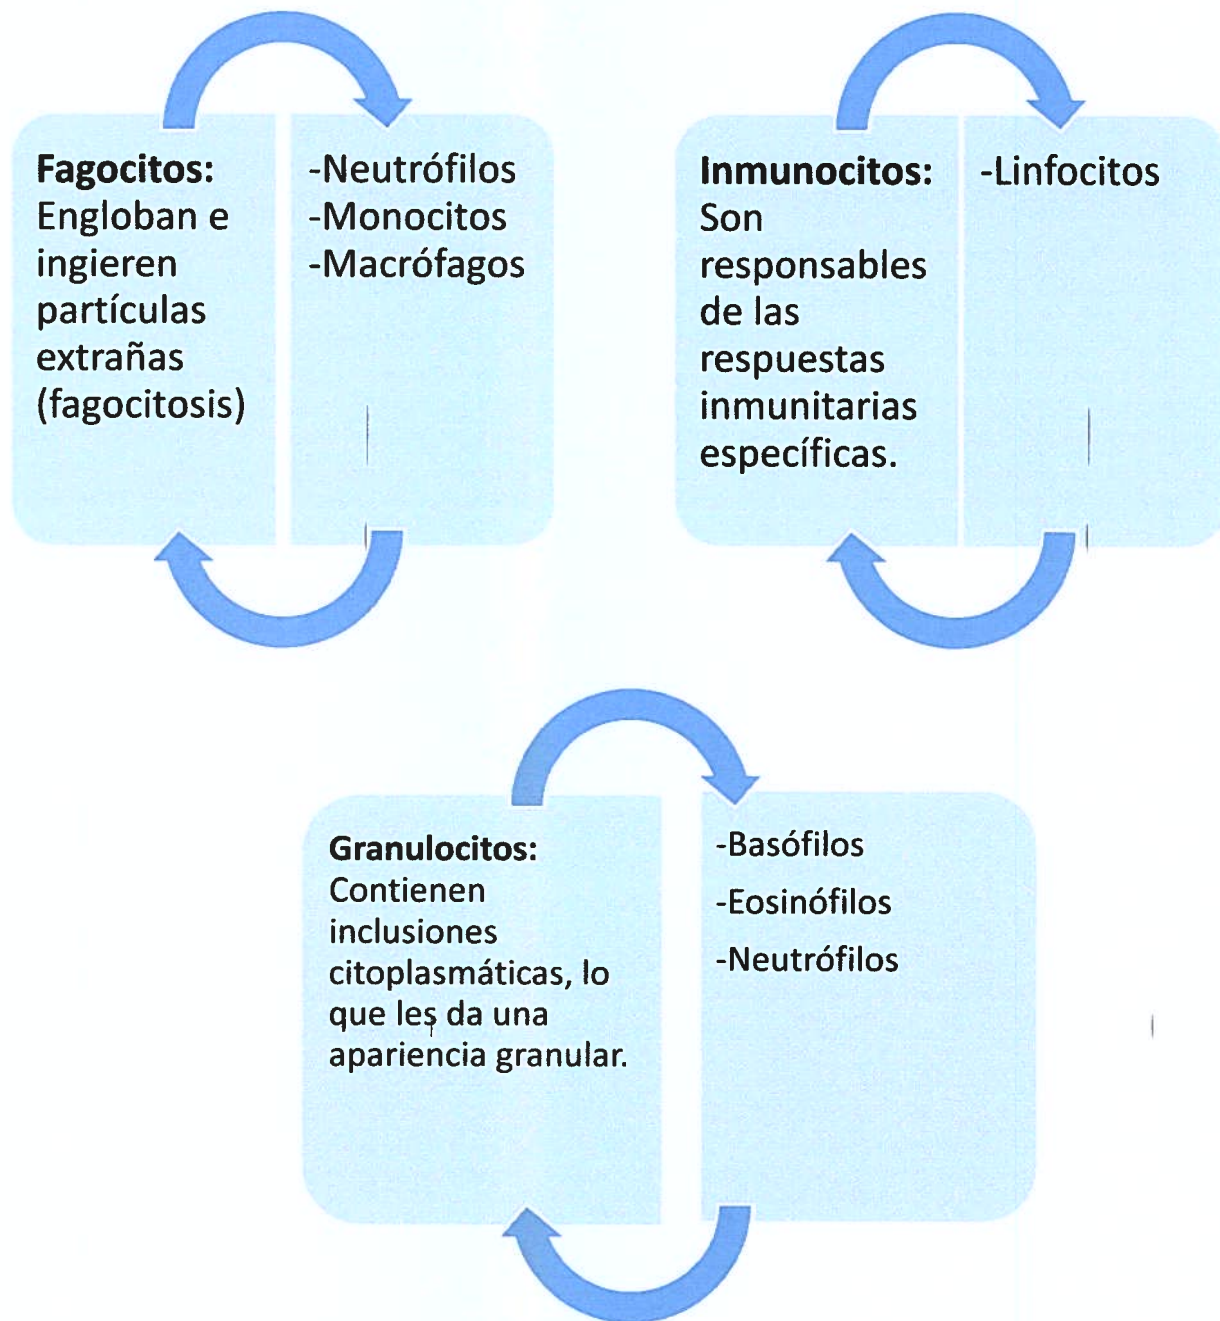 Fagocitos:
Engloban e
ingieren
partículas
extrañas
(fagocitosis)
-Neutrófilos
-Monocitos
-Macrófagos
Inmunocitos:
Son
responsables
de las
respuestas
inmunitarias
específicas.
-Linfocitos
Granulocitos:
Contienen
inclusiones
citoplasmáticas, lo
que les da una
apariencia granular.
-Basófilos
-Eosinófilos
-Neutrófilos